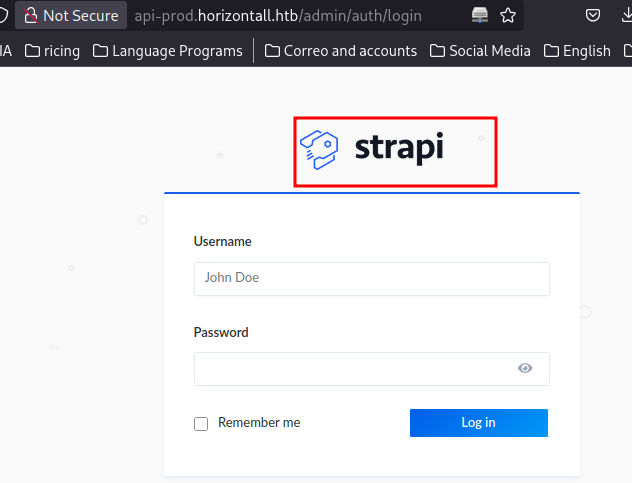 Not Secure api-prod.horizontall.htb/admin/auth/login
IA ricing Language Programs Correo and accounts Social Media English
strapi
Username
John Doe
Password
Remember me Log in